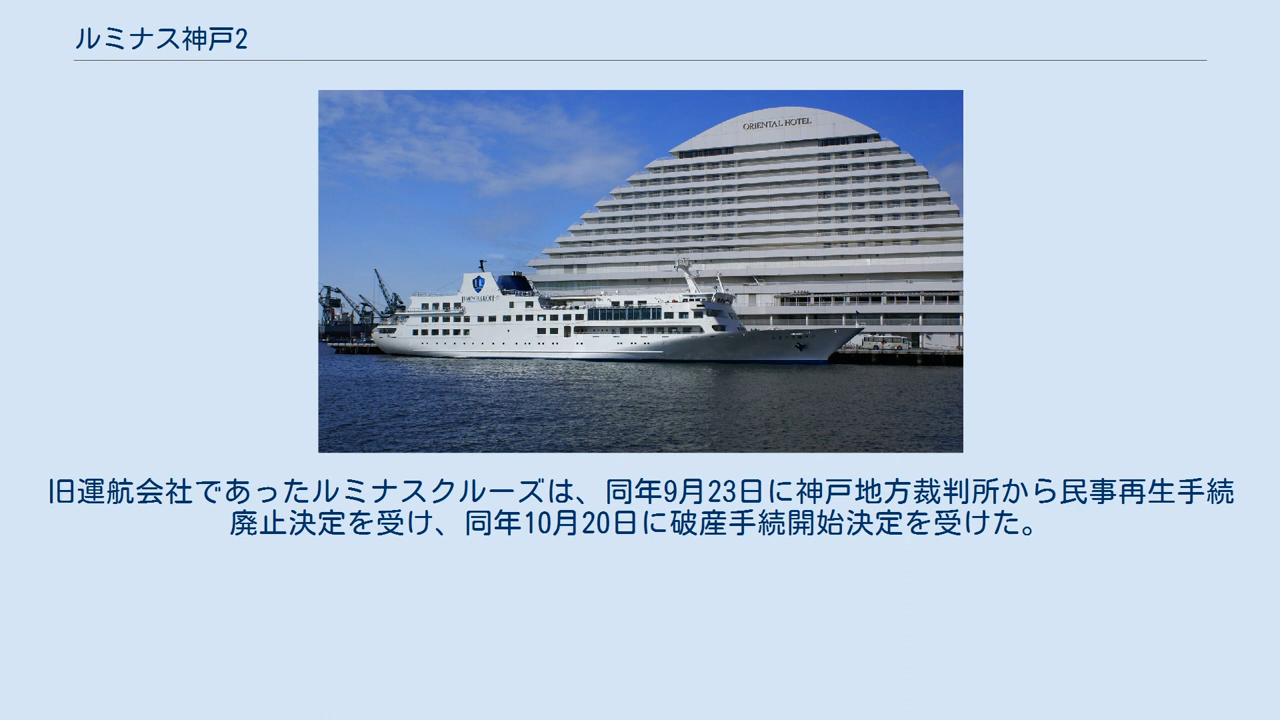 ルミナス神戸2
ORIENTAL HOTEL
旧運航会社であったルミナスクルーズは、同年9月23日に神戸地方裁判所から民事再生手続
廃止決定を受け、同年10月20日に破産手続開始決定を受けた。